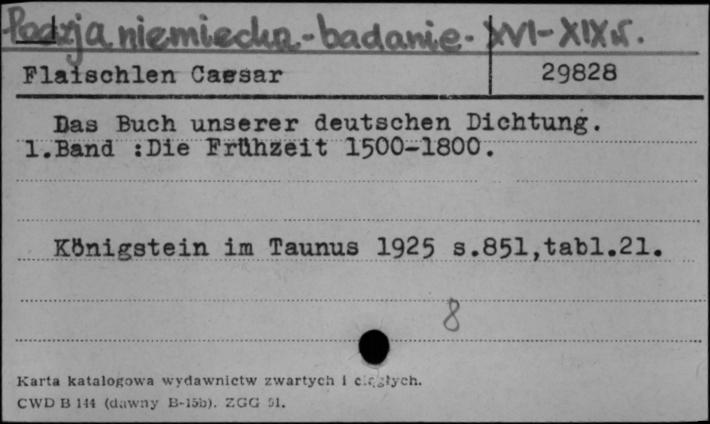 Poezja niemiecka - badanie - XVI-XIX w.
Flaischlen Caesar 29828
Das Buch unserer deutschen Dichtung.
1.Band :Die Frühzeit 1500-1800.
Königstein im Taunus 1925 s.851,tabl.21.
8
Karta katalogowa wydawnictw zwartych i ciągłych.
CWD B 144 (dawny B-15b). ZGG 51.